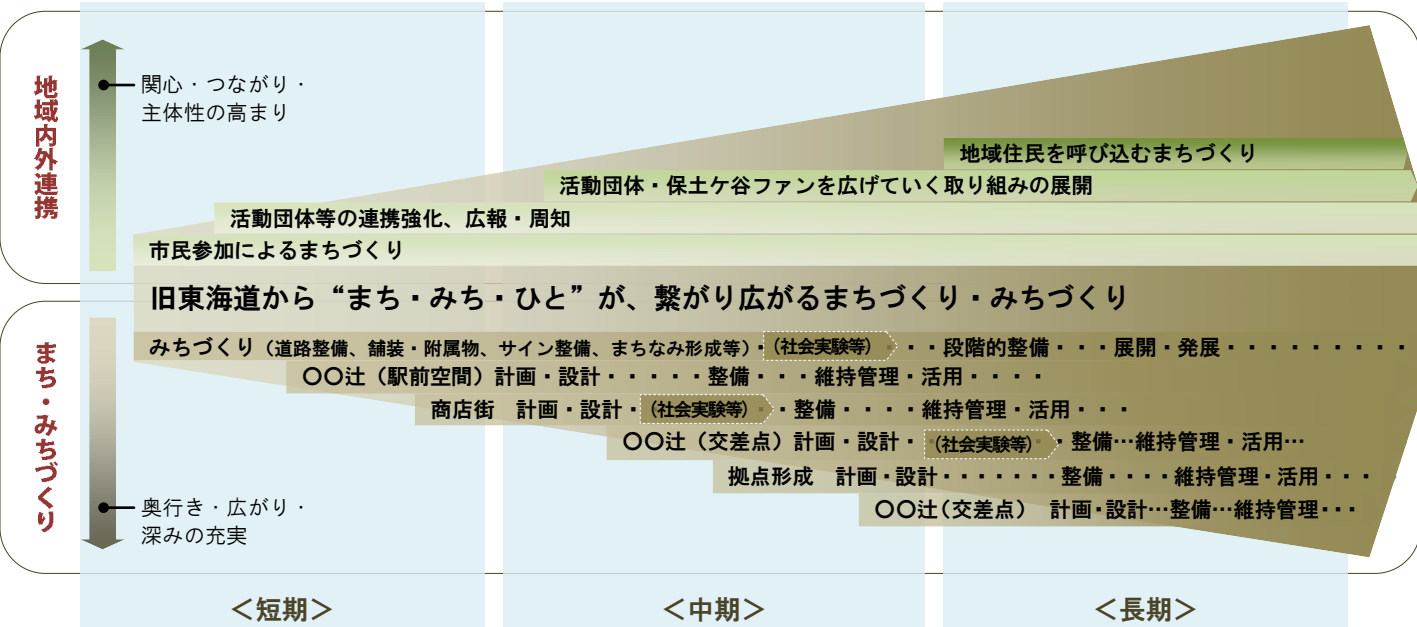 地域内外連携
関心・つながり・
主体性の高まり
地域住民を呼び込むまちづくり
活動団体・保土ケ谷ファンを広げていく取り組みの展開
活動団体等の連携強化、広報・周知
市民参加によるまちづくり
旧東海道から“まち・みち・ひと”が、繋がり広がるまちづくり・みちづくり
まち・みちづくり
みちづくり（道路整備、舗装・附属物、サイン整備、まちなみ形成等）・（社会実験等）・・・段階的整備・・・展開・発展・・・・・・・・・
〇〇辻（駅前空間）計画・設計・・・・・整備・・・維持管理・活用・・・・
商店街　計画・設計・（社会実験等）・・整備・・・・維持管理・活用・・・
〇〇辻（交差点）計画・設計・（社会実験等）・・整備…維持管理・活用…
拠点形成　計画・設計・・・・・・・整備・・・・維持管理・活用・・・
〇〇辻（交差点）　計画・設計…整備…維持管理・・・
奥行き・広がり・
深みの充実
＜短期＞
＜中期＞
＜長期＞